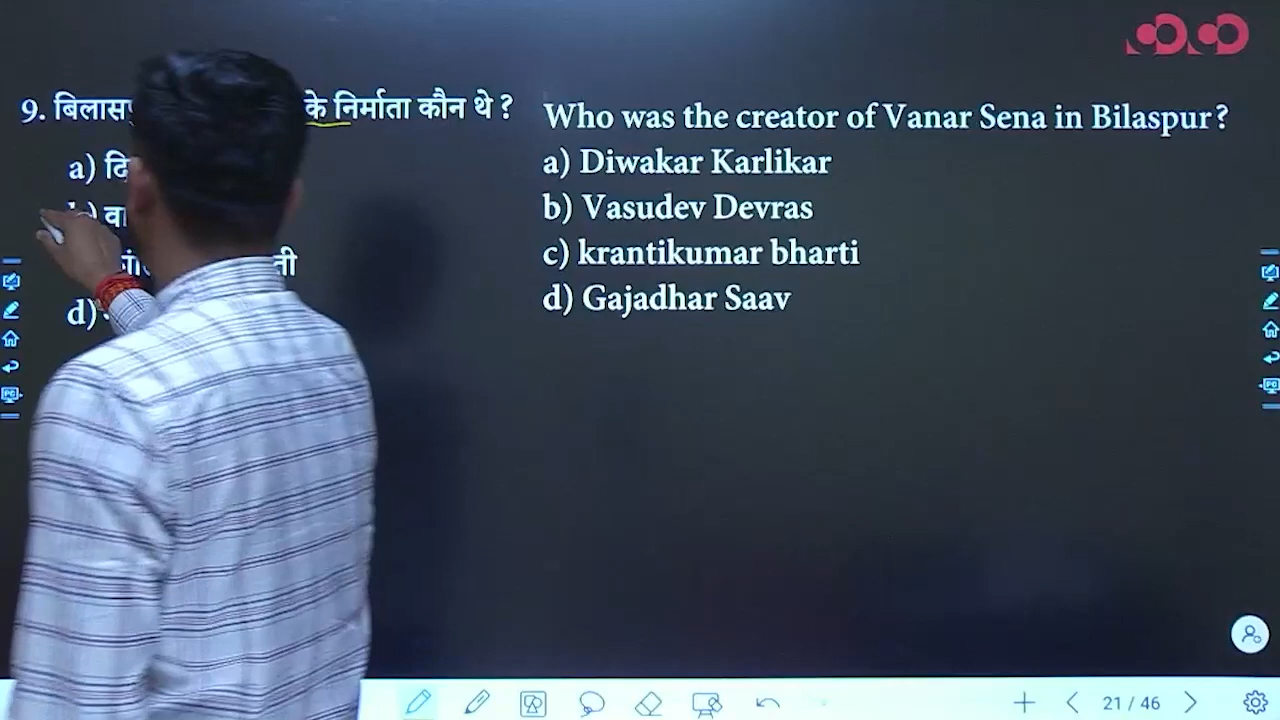 9. के निर्माता कौन थे ?
a)
b)
d)
Who was the creator of Vanar Sena in Bilaspur?
a) Diwakar Karlikar
b) Vasudev Devras
c) krantikumar bharti
d) Gajadhar Saav
21 / 46